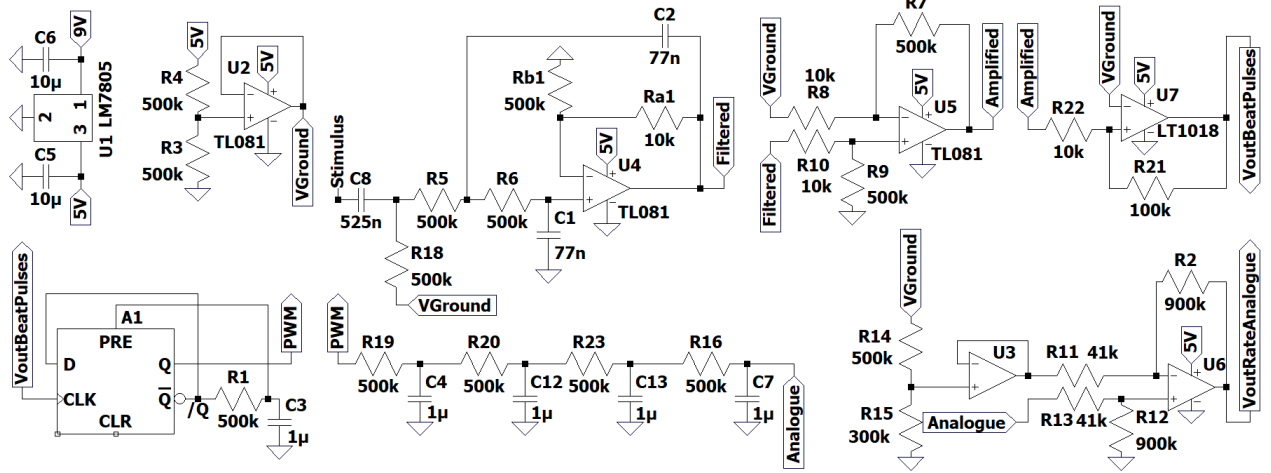 C6
10µ
9V
U1 LM7805
1
2
3
C5
10µ
5V
5V
R4
500k
R3
500k
U2
5V
TL081
VGround
Stimulus
C8
525n
R5
500k
R6
500k
R18
500k
VGround
C1
77n
Rb1
500k
Ra1
10k
C2
77n
5V
U4
TL081
Filtered
VGround
10k
R8
R10
10k
Filtered
R9
500k
R7
500k
5V
U5
TL081
Amplified
Amplified
R22
10k
VGround
5V
U7
LT1018
R21
100k
VoutBeatPulses
VoutBeatPulses
A1
PRE
D
Q
CLK
Q
CLR
/Q
R1
500k
C3
1µ
PWM
PWM
R19
500k
C4
1µ
R20
500k
C12
1µ
R23
500k
C13
1µ
R16
500k
C7
1µ
Analogue
VGround
R14
500k
R15
300k
Analogue
U3
R11 41k
R13 41k
R12
900k
R2
900k
5V
U6
VoutRateAnalogue